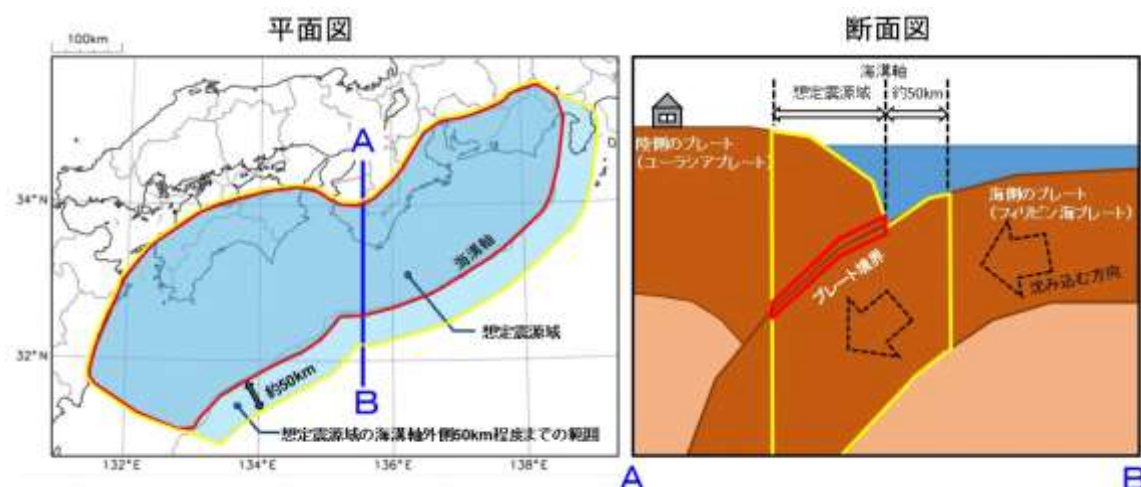 平面図
100km
34°N
32°N
132°E
134°E
136°E
138°E
A
B
海溝軸
想定震源域
約50km
想定震源域の海溝軸外側50km程度までの範囲
断面図
海溝軸
想定震源域
約50km
陸側のプレート
(ユーラシアプレート)
海側のプレート
(フィリピン海プレート)
プレート境界
沈み込む方向
A
B